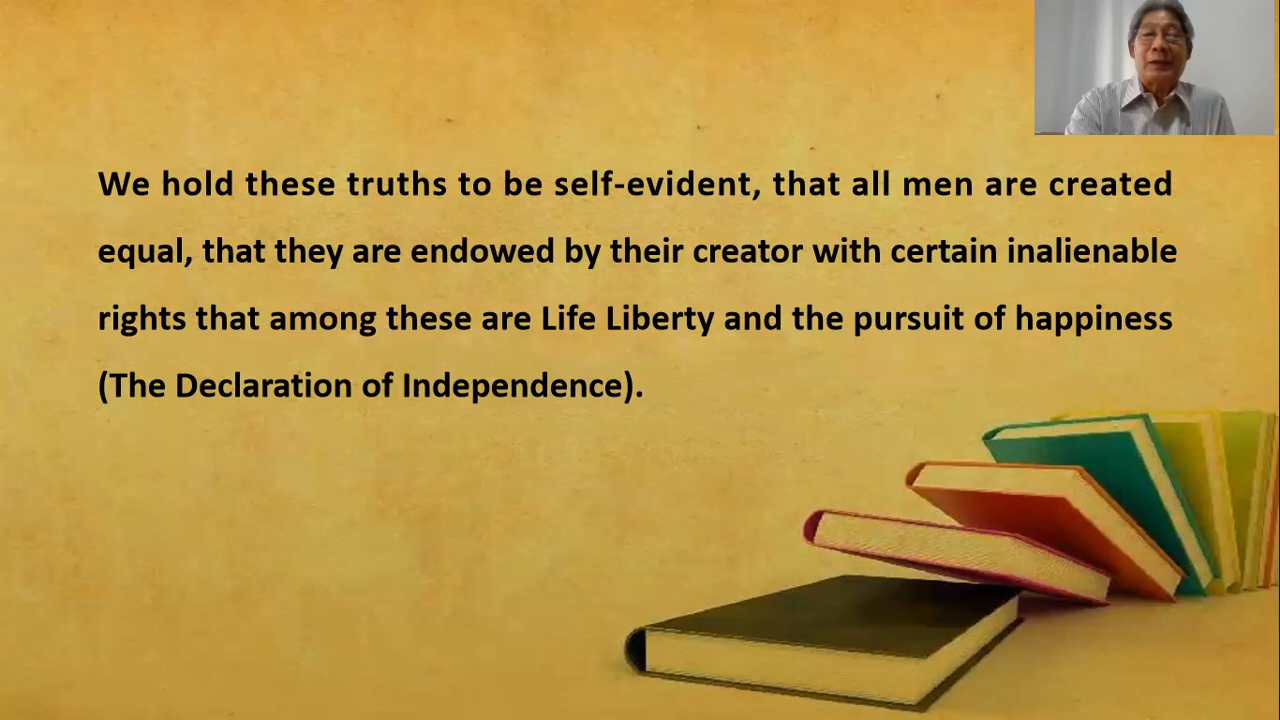 We hold these truths to be self-evident, that all men are created
equal, that they are endowed by their creator with certain inalienable
rights that among these are Life Liberty and the pursuit of happiness
(The Declaration of Independence).